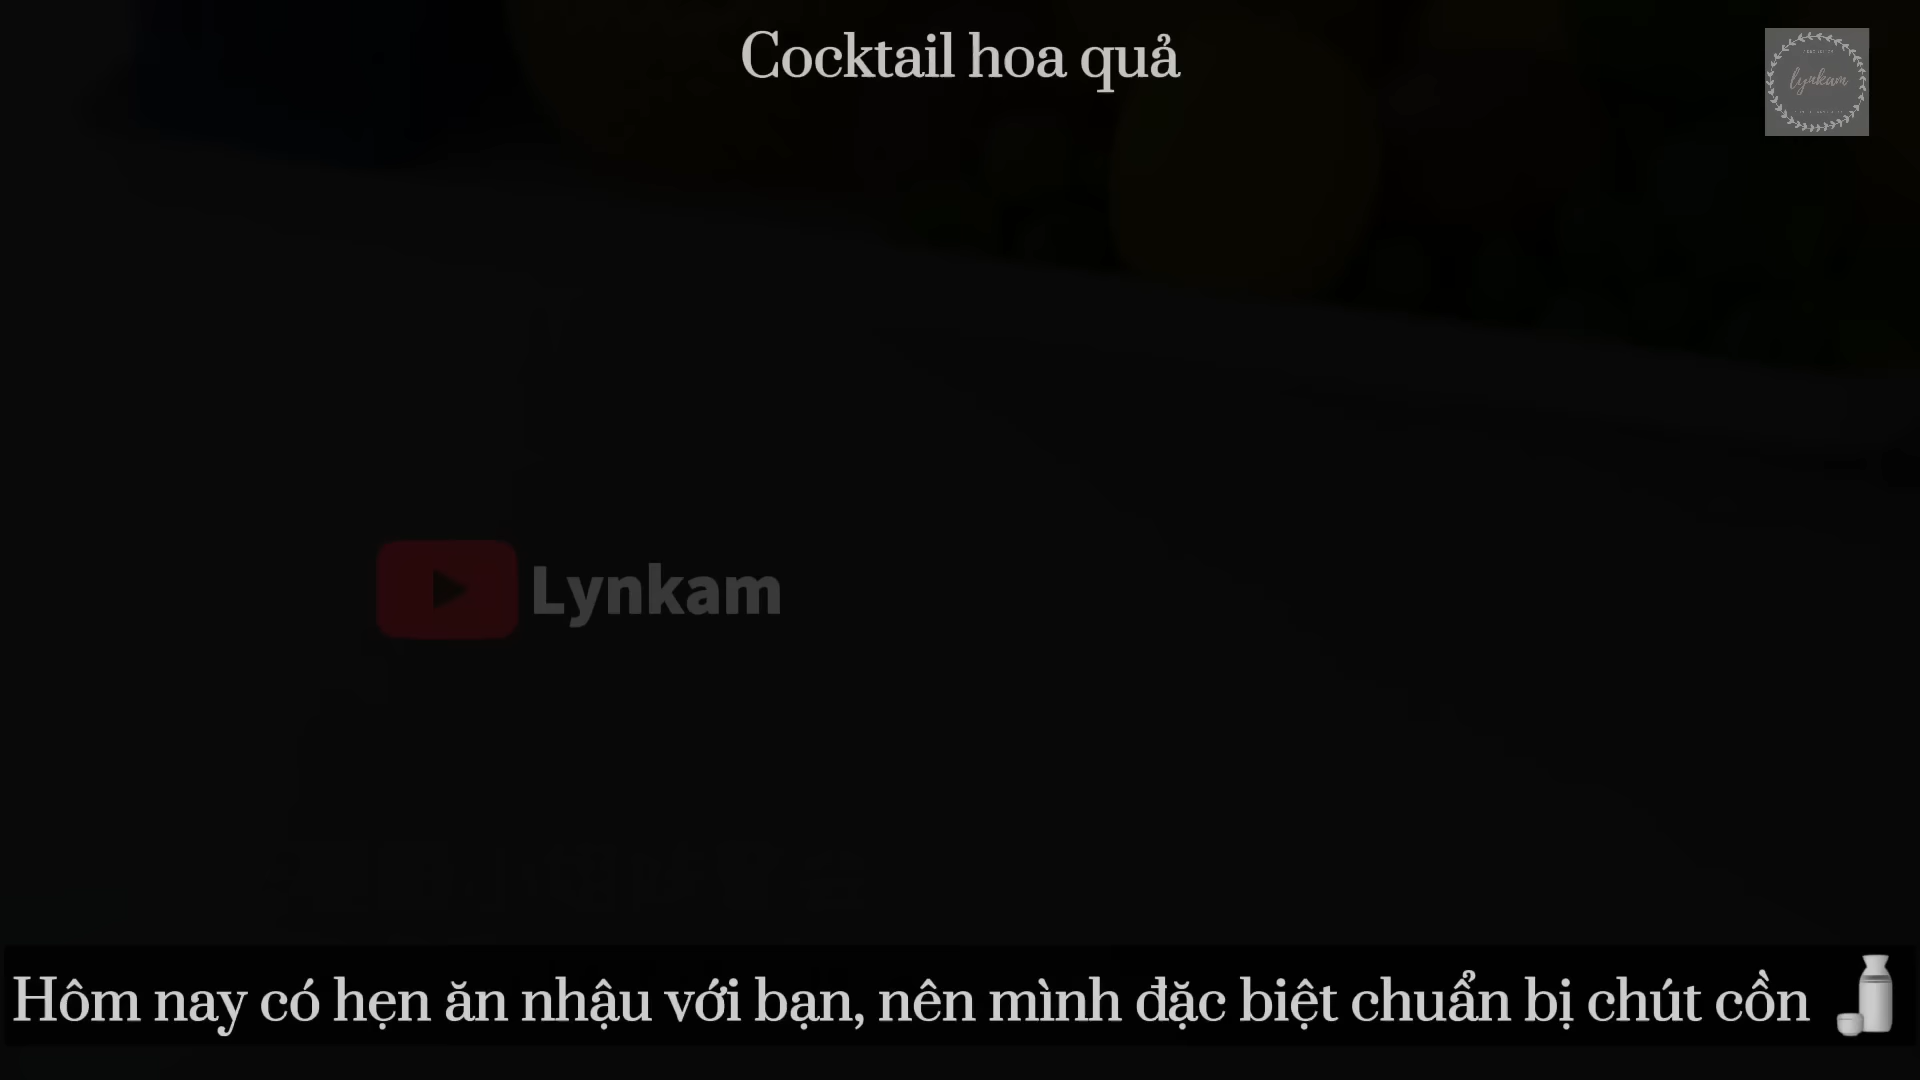 Cocktail hoa quả
lynkam
Lynkam
Hôm nay có hẹn ăn nhậu với bạn, nên mình đặc biệt chuẩn bị chút cồn